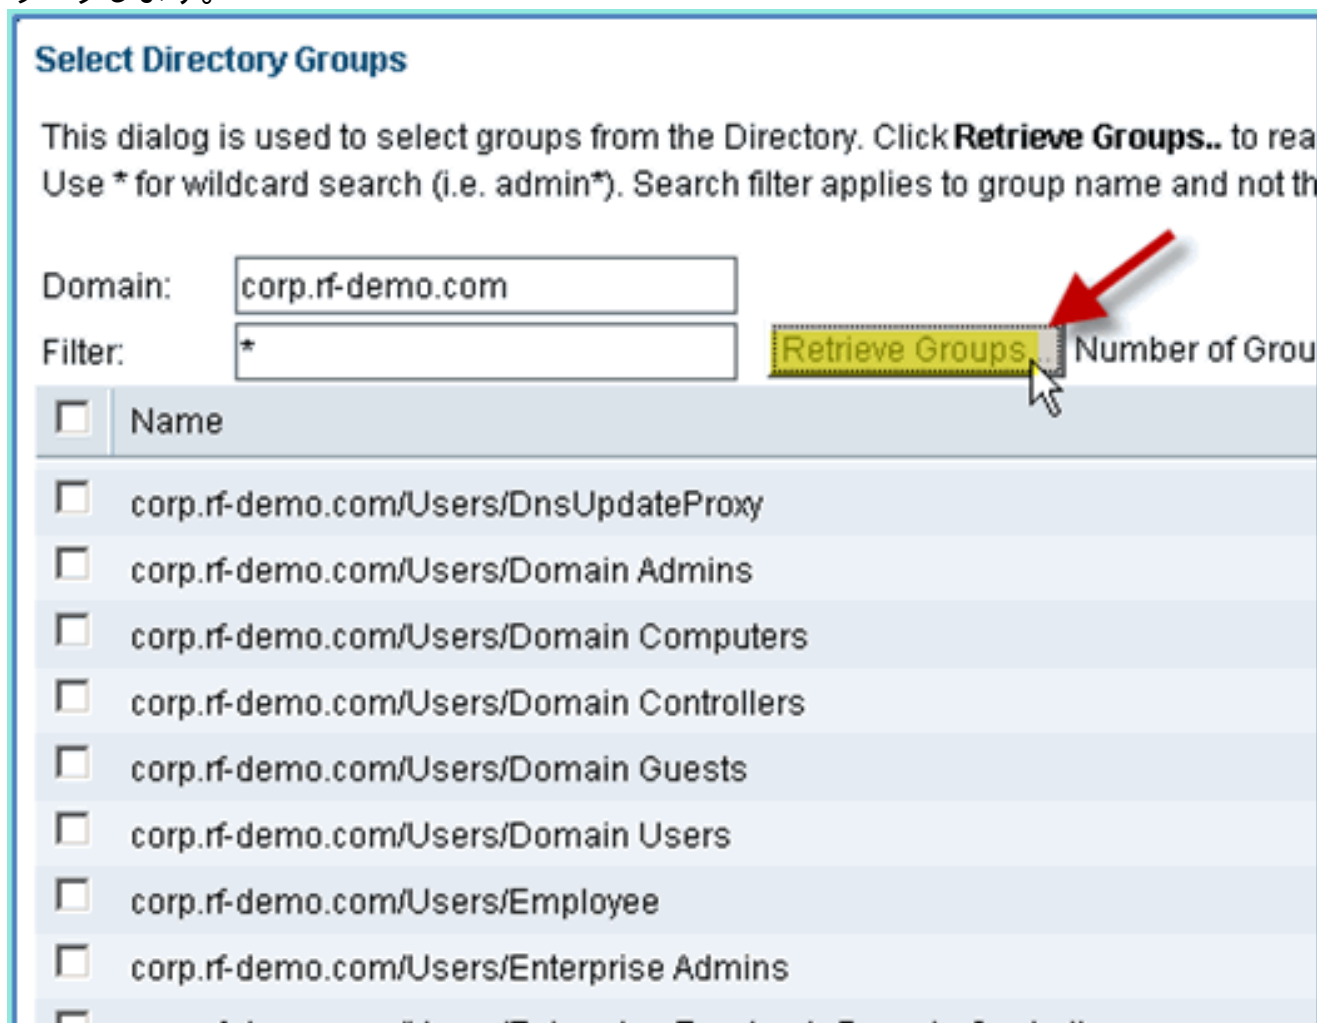 Select Directory Groups
This dialog is used to select groups from the Directory. Click Retrieve Groups.. to rea
Use * for wildcard search (i.e. admin*). Search filter applies to group name and not th
Domain: corp.rf-demo.com
Filter: * Retrieve Groups... Number of Grou
Name
corp.rf-demo.com/Users/DnsUpdateProxy
corp.rf-demo.com/Users/Domain Admins
corp.rf-demo.com/Users/Domain Computers
corp.rf-demo.com/Users/Domain Controllers
corp.rf-demo.com/Users/Domain Guests
corp.rf-demo.com/Users/Domain Users
corp.rf-demo.com/Users/Employee
corp.rf-demo.com/Users/Enterprise Admins